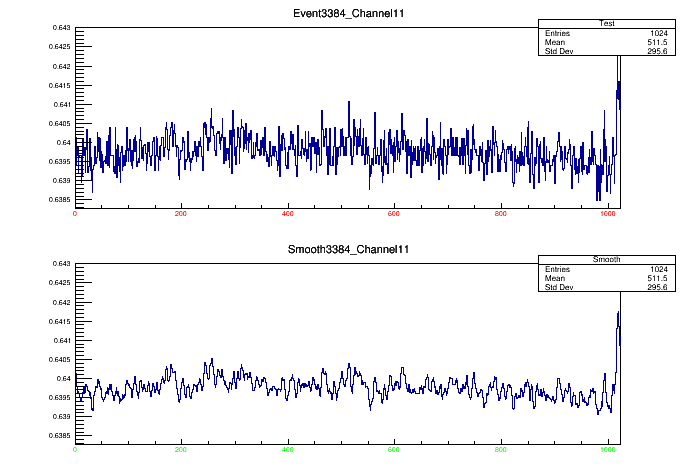 Event3384_Channel11
Test
Entries 1024
Mean 511.5
Std Dev 295.6
0.643
0.6425
0.642
0.6415
0.641
0.6405
0.64
0.6395
0.639
0.6385
0 200 400 600 800 1000
Smooth3384_Channel11
Smooth
Entries 1024
Mean 511.5
Std Dev 295.6
0.643
0.6425
0.642
0.6415
0.641
0.6405
0.64
0.6395
0.639
0.6385
0 200 400 600 800 1000